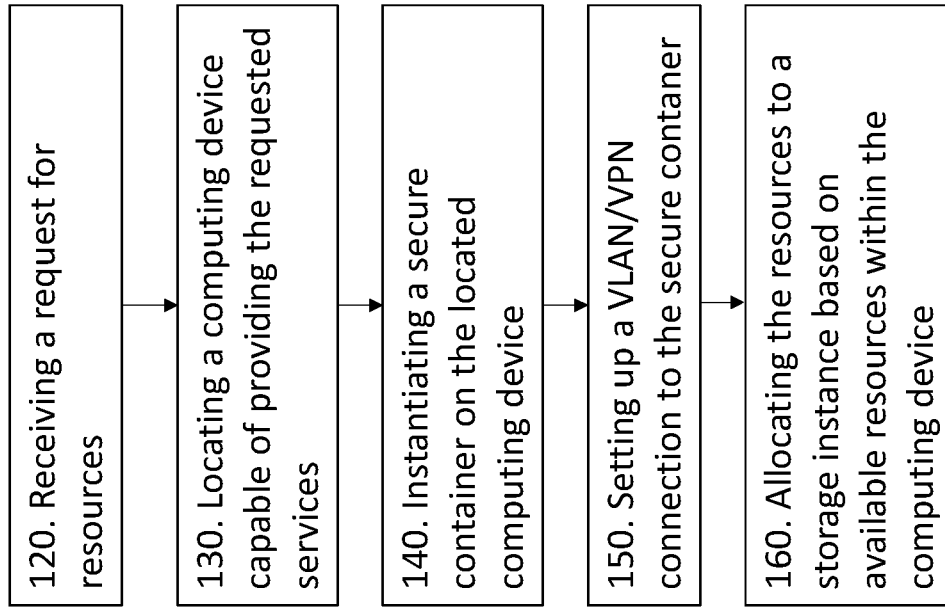 120. Receiving a request for
resources
130. Locating a computing device
capable of providing the requested
services
140. Instantiating a secure
container on the located
computing device
150. Setting up a VLAN/VPN
connection to the secure contaner
160. Allocating the resources to a
storage instance based on
available resources within the
computing device